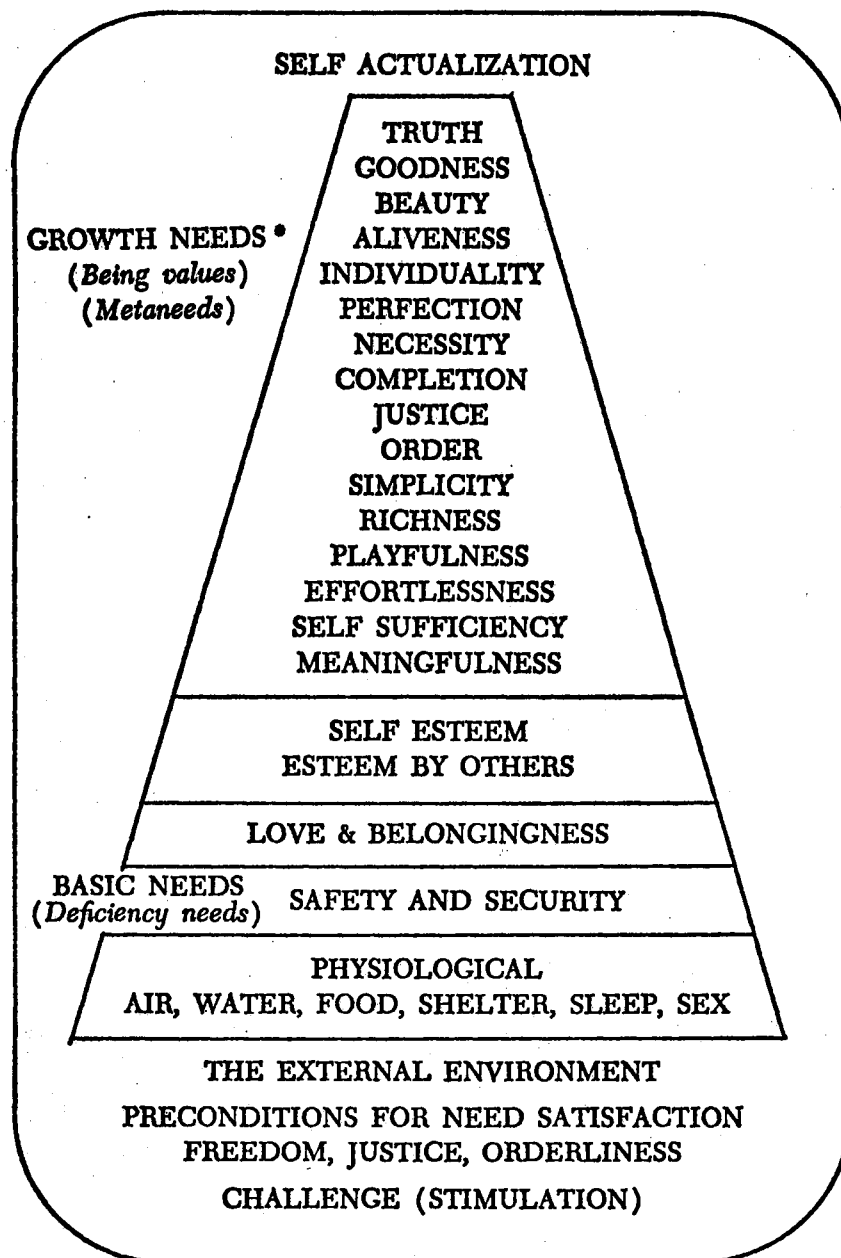 SELF ACTUALIZATION
TRUTH
GOODNESS
BEAUTY
GROWTH NEEDS*
(Being values)
(Metaneeds)
ALIVENESS
INDIVIDUALITY
PERFECTION
NECESSITY
COMPLETION
JUSTICE
ORDER
SIMPLICITY
RICHNESS
PLAYFULNESS
EFFORTLESSNESS
SELF SUFFICIENCY
MEANINGFULNESS
SELF ESTEEM
ESTEEM BY OTHERS
LOVE & BELONGINGNESS
BASIC NEEDS
(Deficiency needs)
SAFETY AND SECURITY
PHYSIOLOGICAL
AIR, WATER, FOOD, SHELTER, SLEEP, SEX
THE EXTERNAL ENVIRONMENT
PRECONDITIONS FOR NEED SATISFACTION
FREEDOM, JUSTICE, ORDERLINESS
CHALLENGE (STIMULATION)